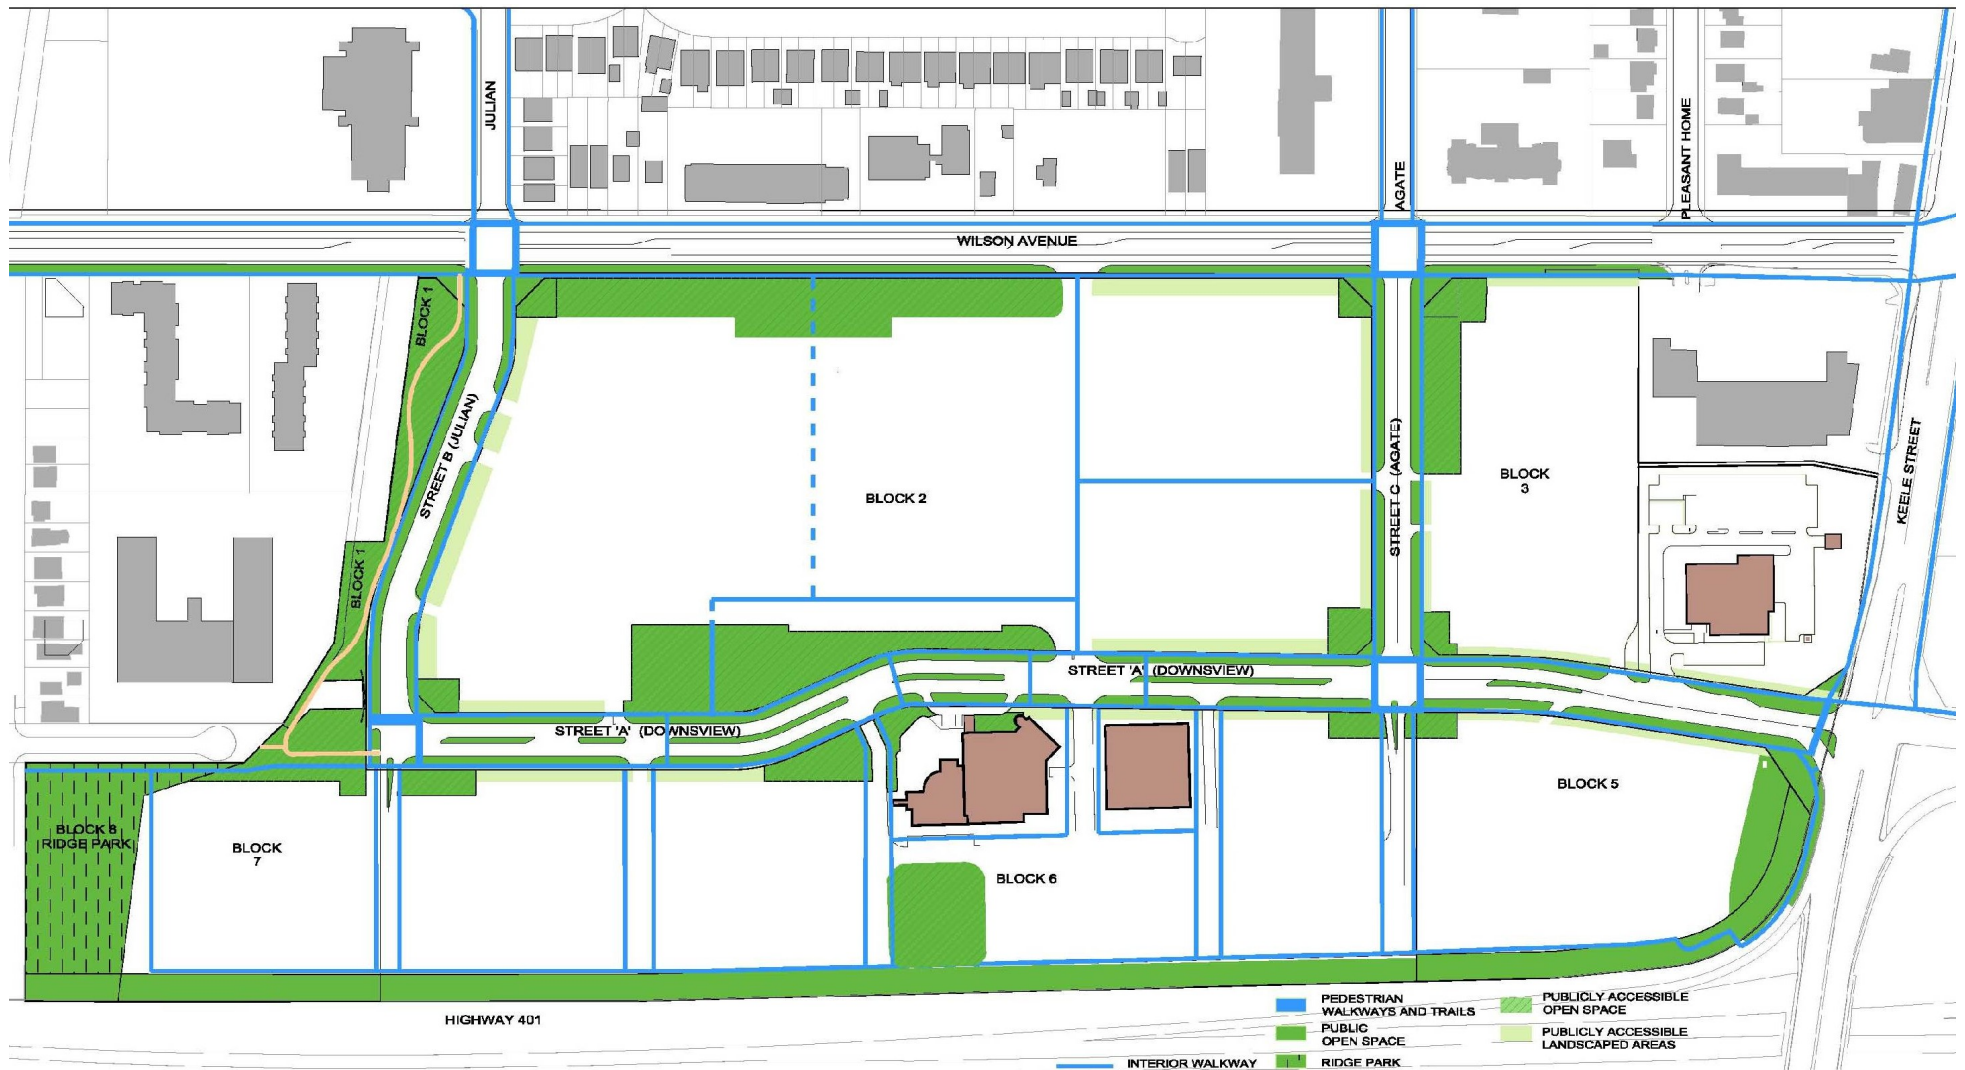 JULIAN
AGATE
PLEASANT HOME
WILSON AVENUE
BLOCK 1
STREET B (JULIAN)
BLOCK 2
STREET C (AGATE)
BLOCK
3
KEELE STREET
BLOCK 1
STREET 'A' (DOWNSVIEW)
STREET 'A' (DOWNSVIEW)
BLOCK 5
BLOCK 8
RIDGE PARK
BLOCK
7
BLOCK 6
HIGHWAY 401
PEDESTRIAN
WALKWAYS AND TRAILS
PUBLICLY ACCESSIBLE
OPEN SPACE
PUBLIC
OPEN SPACE
PUBLICLY ACCESSIBLE
LANDSCAPED AREAS
INTERIOR WALKWAY
RIDGE PARK